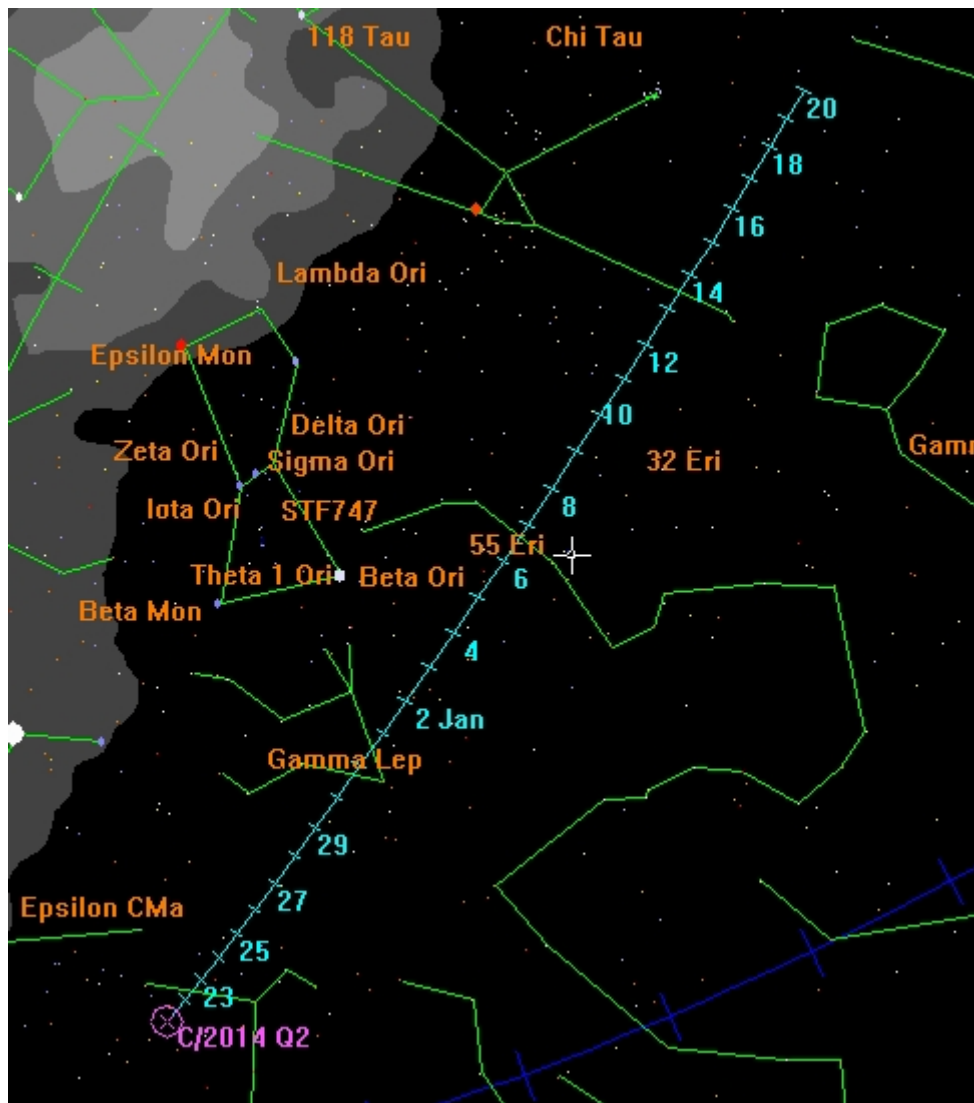 118 Tau
Chi Tau
20
18
16
Lambda Ori
14
Epsilon Mon
12
10
Delta Ori
Zeta Ori
Sigma Ori
32 Eri
Iota Ori
STF747
8
55 Eri
6
Theta 1 Ori
Beta Ori
Beta Mon
4
2 Jan
Gamma Lep
29
27
Epsilon CMa
25
23
C/2014 Q2